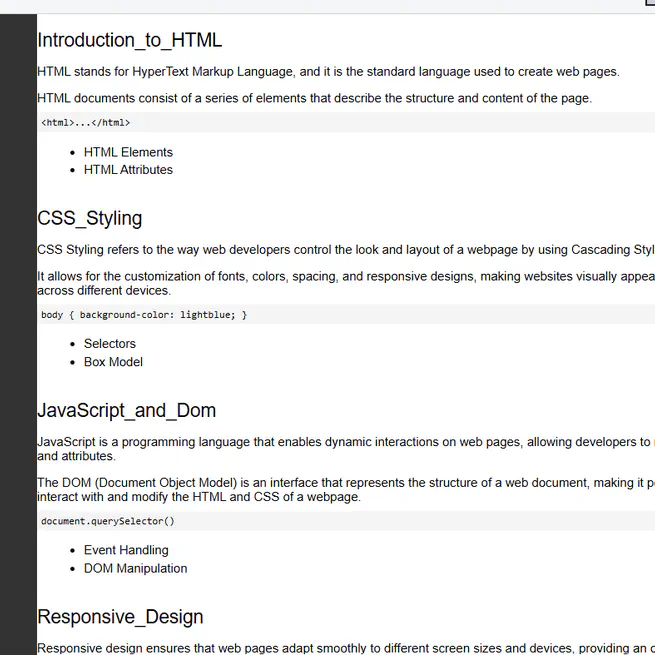 Introduction_to_HTML
HTML stands for HyperText Markup Language, and it is the standard language used to create web pages.
HTML documents consist of a series of elements that describe the structure and content of the page.
<html>...</html>
HTML Elements
HTML Attributes
CSS_Styling
CSS Styling refers to the way web developers control the look and layout of a webpage by using Cascading
It allows for the customization of fonts, colors, spacing, and responsive designs, making websites visually
across different devices.
body { background-color: lightblue; }
Selectors
Box Model
JavaScript_and_Dom
JavaScript is a programming language that enables dynamic interactions on web pages, allowing developers to
and attributes.
The DOM (Document Object Model) is an interface that represents the structure of a web document, making it
interact with and modify the HTML and CSS of a webpage.
document.querySelector()
Event Handling
DOM Manipulation
Responsive_Design
Responsive design ensures that web pages adapt smoothly to different screen sizes and devices, providing an